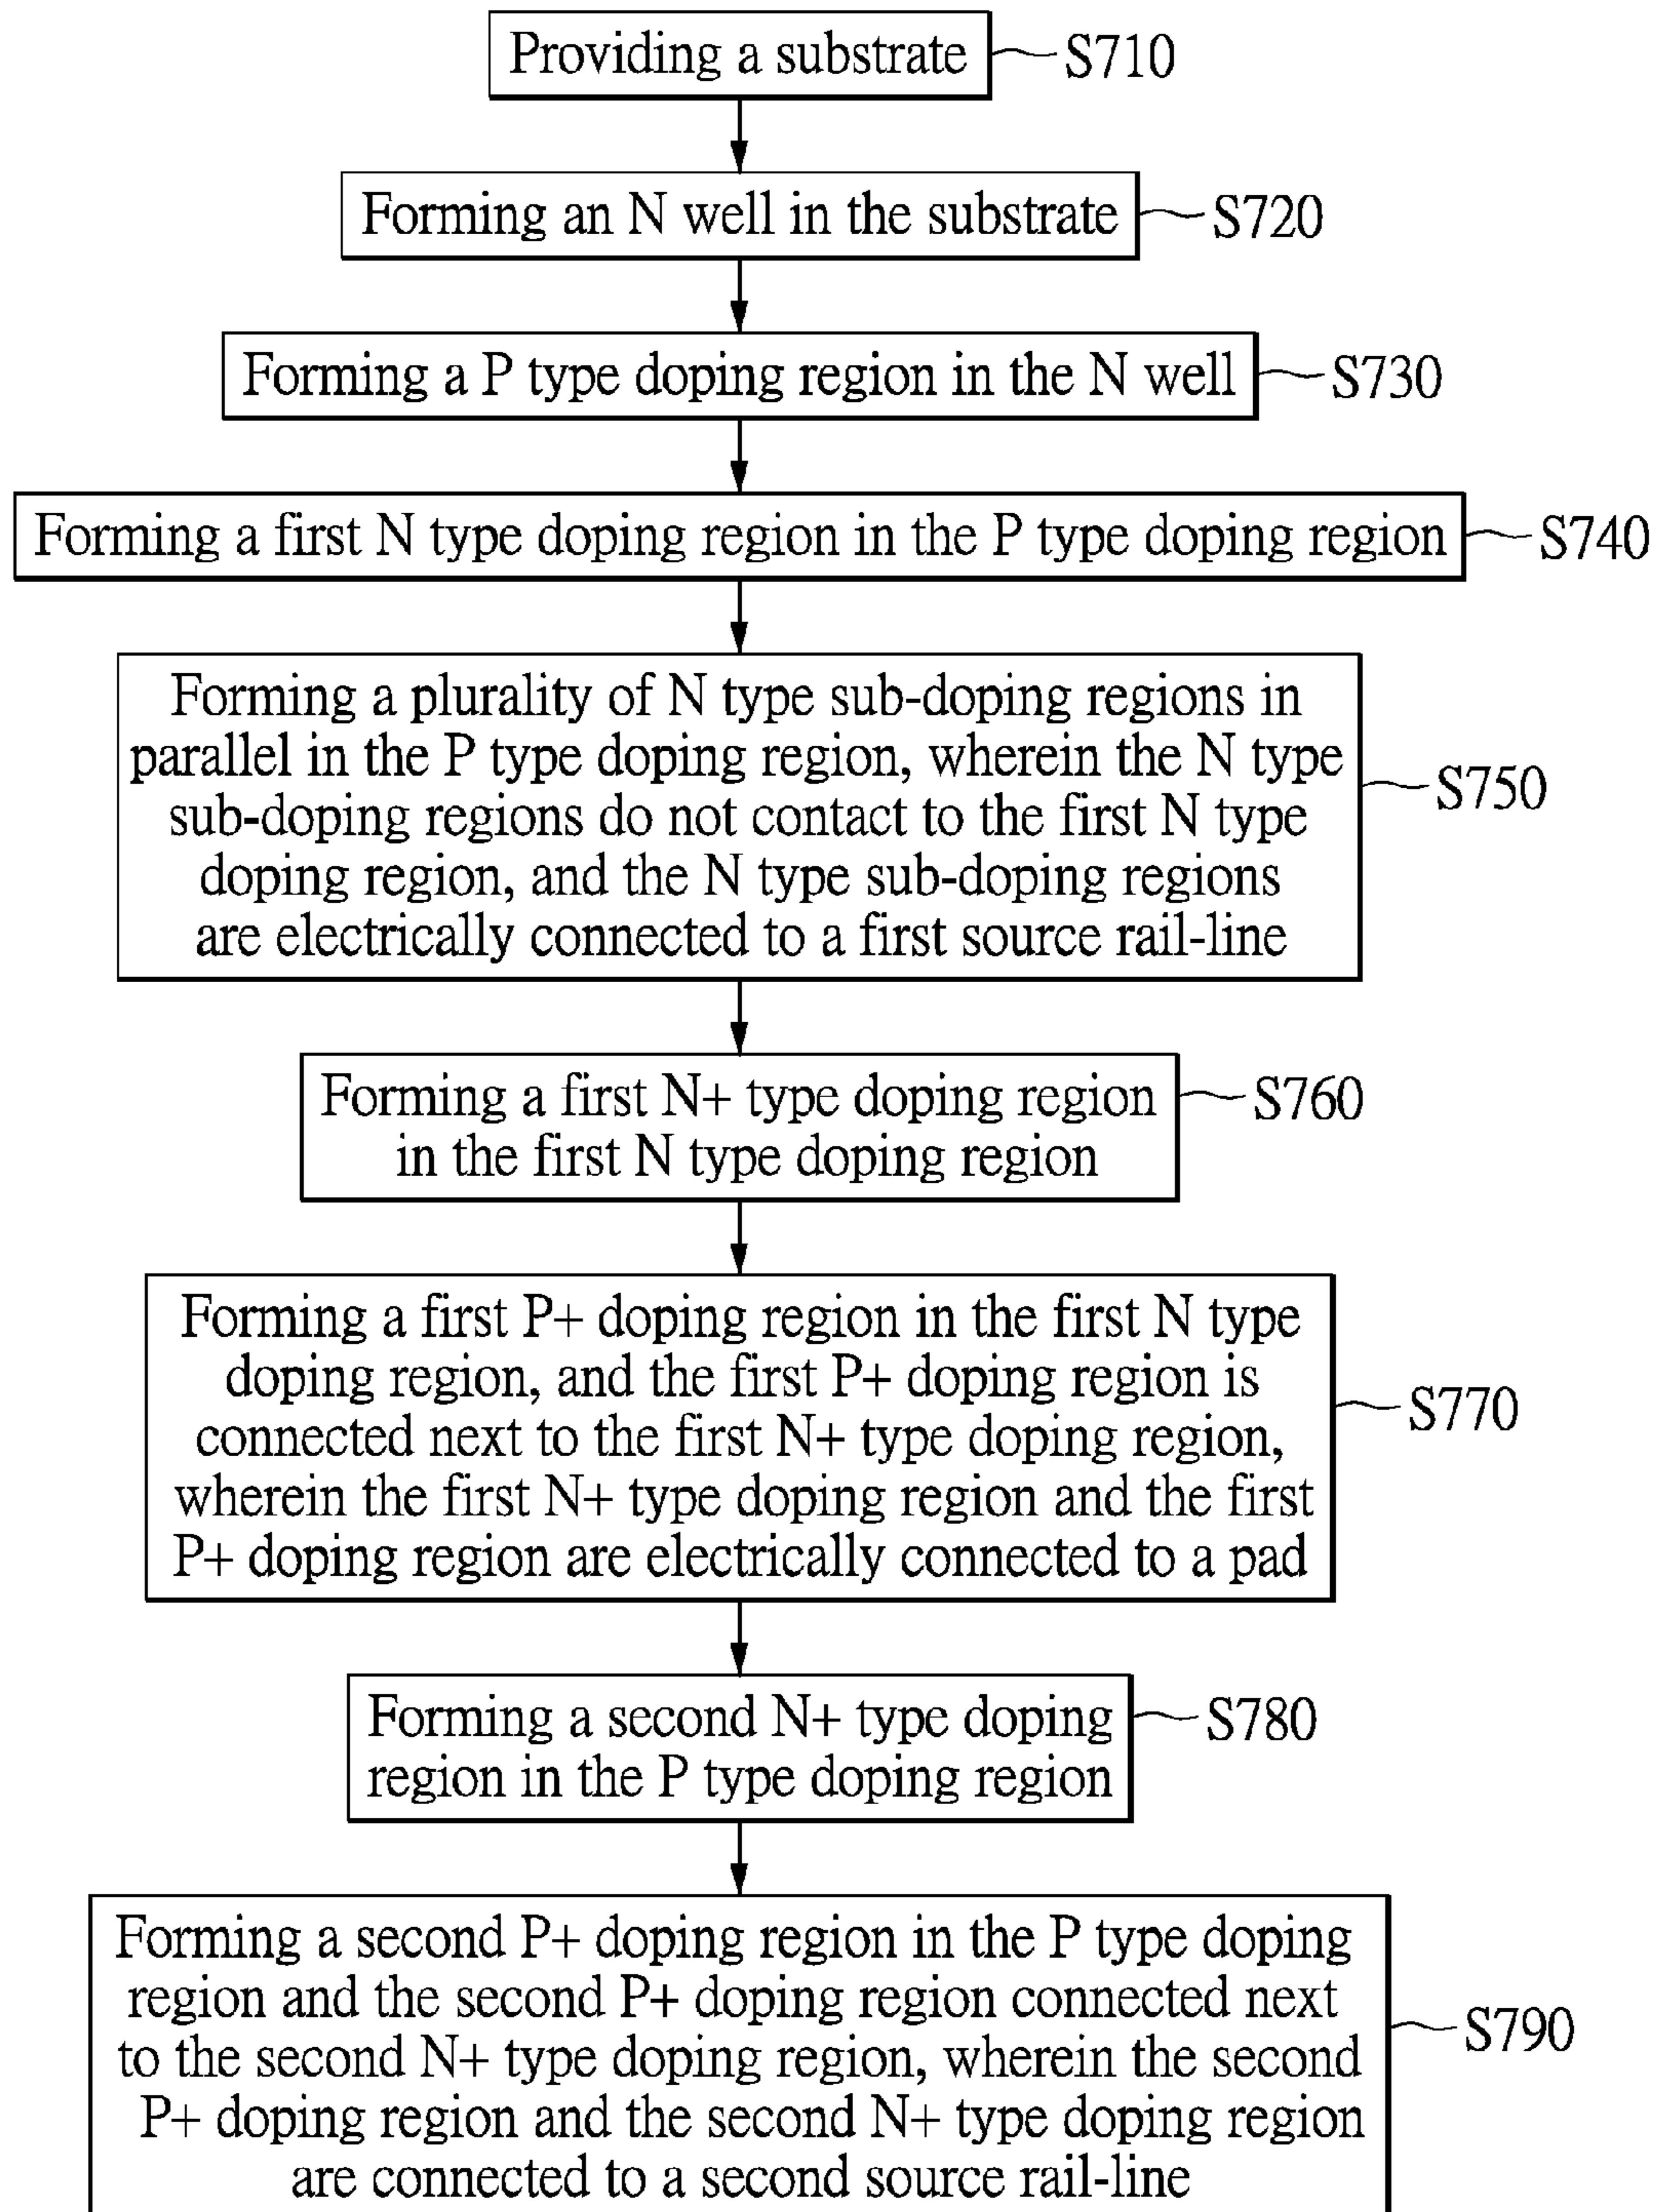 Providing a substrate
S710
Forming an N well in the substrate
S720
Forming a P type doping region in the N well
S730
Forming a first N type doping region in the P type doping region
S740
Forming a plurality of N type sub-doping regions in
parallel in the P type doping region, wherein the N type
sub-doping regions do not contact to the first N type
doping region, and the N type sub-doping regions
are electrically connected to a first source rail-line
S750
Forming a first N+ type doping region
in the first N type doping region
S760
Forming a first P+ doping region in the first N type
doping region, and the first P+ doping region is
connected next to the first N+ type doping region,
wherein the first N+ type doping region and the first
P+ doping region are electrically connected to a pad
S770
Forming a second N+ type doping
region in the P type doping region
S780
Forming a second P+ doping region in the P type doping
region and the second P+ doping region connected next
to the second N+ type doping region, wherein the second
P+ doping region and the second N+ type doping region
are connected to a second source rail-line
S790